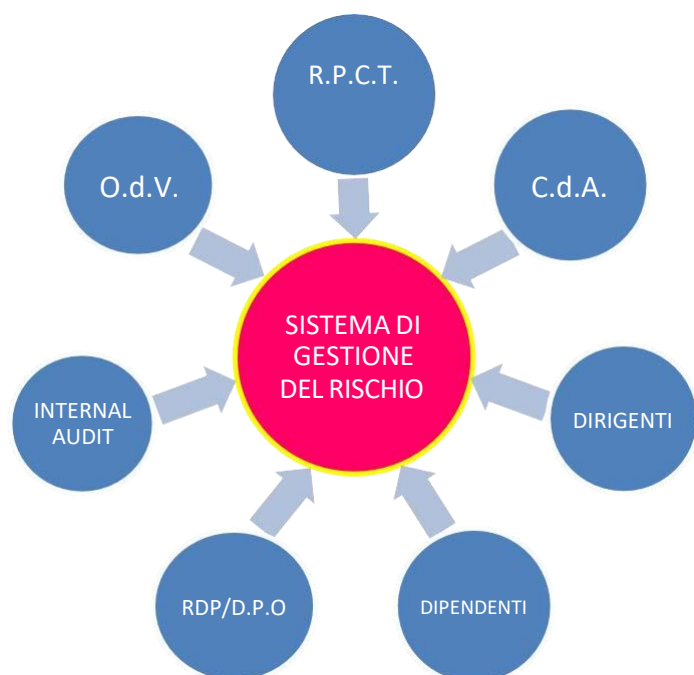 R.P.C.T.
O.d.V.
C.d.A.
SISTEMA DI
GESTIONE
DEL RISCHIO
INTERNAL
AUDIT
DIRIGENTI
RDP/D.P.O
DIPENDENTI